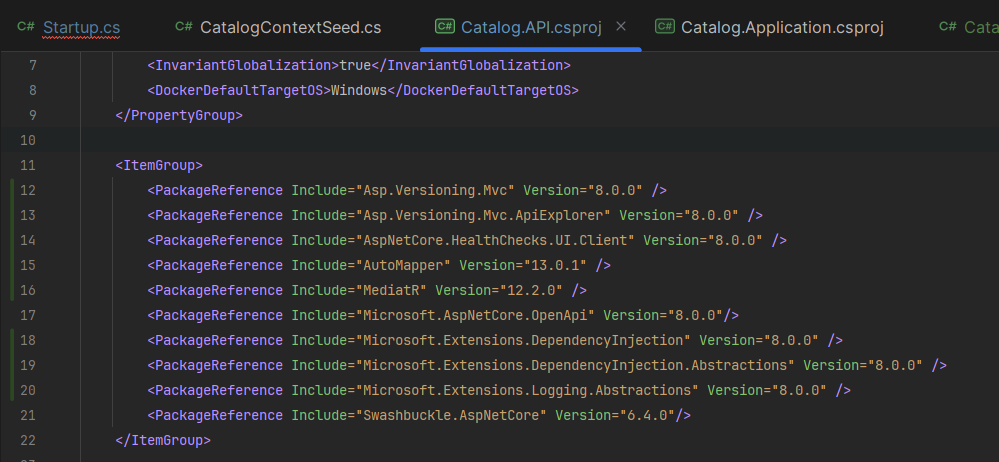 C# Startup.cs C# CatalogContextSeed.cs C# Catalog.API.csproj × C# Catalog.Application.csproj C# Cata
7 <InvariantGlobalization>true</InvariantGlobalization>
8 <DockerDefaultTargetOS>Windows</DockerDefaultTargetOS>
9 </PropertyGroup>
10
11 <ItemGroup>
12 <PackageReference Include="Asp.Versioning.Mvc" Version="8.0.0" />
13 <PackageReference Include="Asp.Versioning.Mvc.ApiExplorer" Version="8.0.0" />
14 <PackageReference Include="AspNetCore.HealthChecks.UI.Client" Version="8.0.0" />
15 <PackageReference Include="AutoMapper" Version="13.0.1" />
16 <PackageReference Include="MediatR" Version="12.2.0" />
17 <PackageReference Include="Microsoft.AspNetCore.OpenApi" Version="8.0.0"/>
18 <PackageReference Include="Microsoft.Extensions.DependencyInjection" Version="8.0.0" />
19 <PackageReference Include="Microsoft.Extensions.DependencyInjection.Abstractions" Version="8.0.0" />
20 <PackageReference Include="Microsoft.Extensions.Logging.Abstractions" Version="8.0.0" />
21 <PackageReference Include="Swashbuckle.AspNetCore" Version="6.4.0"/>
22 </ItemGroup>